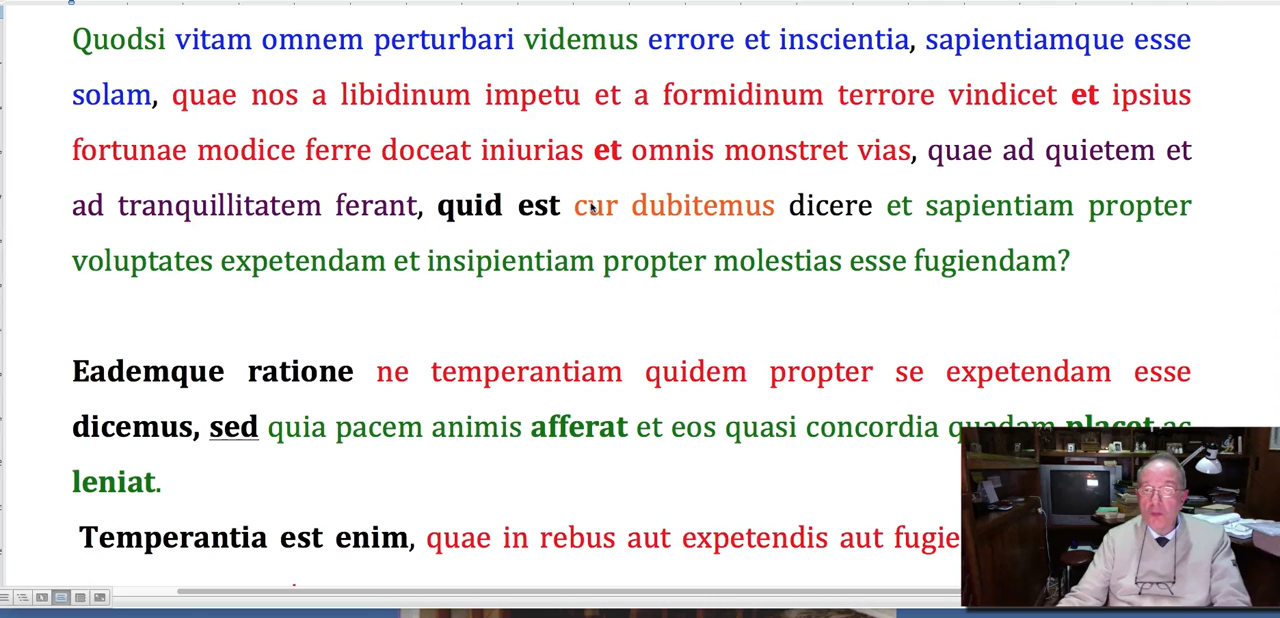 Quodsi vitam omnem perturbari videmus errore et inscientia, sapientiamque esse
solam, quae nos a libidinum impetu et a formidinum terrore vindicet et ipsius
fortunae modice ferre doceat iniurias et omnis monstret vias, quae ad quietem et
ad tranquillitatem ferant, quid est cur dubitemus dicere et sapientiam propter
voluptates expetendam et insipientiam propter molestias esse fugiendam?
Eademque ratione ne temperantiam quidem propter se expetendam esse
dicemus, sed quia pacem animis afferat et eos quasi concordia quadam placet ac
leniat.
Temperantia est enim, quae in rebus aut expetendis aut